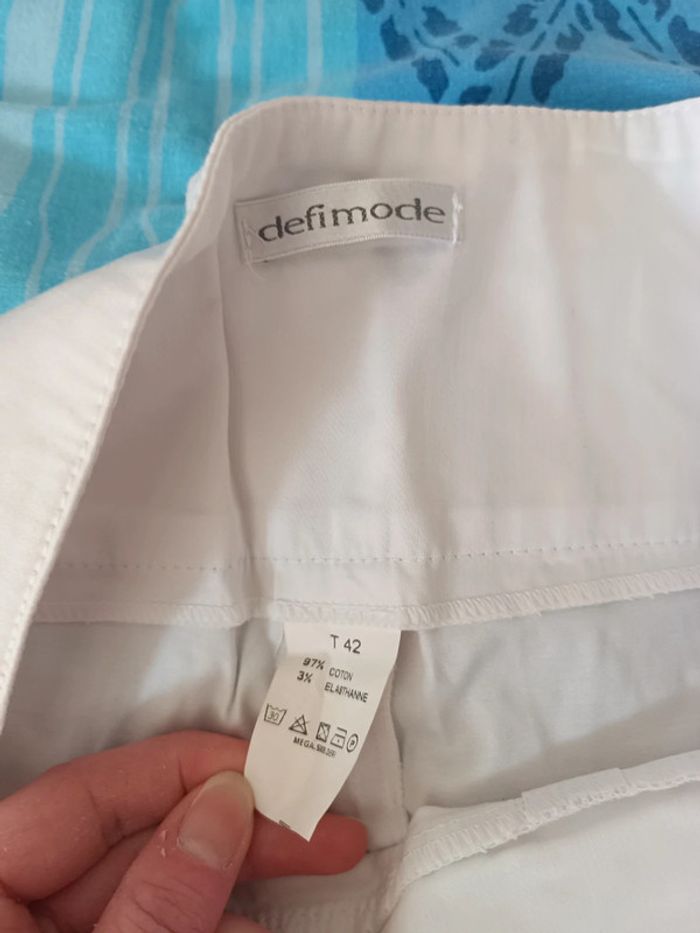 defimode
T 42
97% COTON
3% ELASTHANNE
30
P